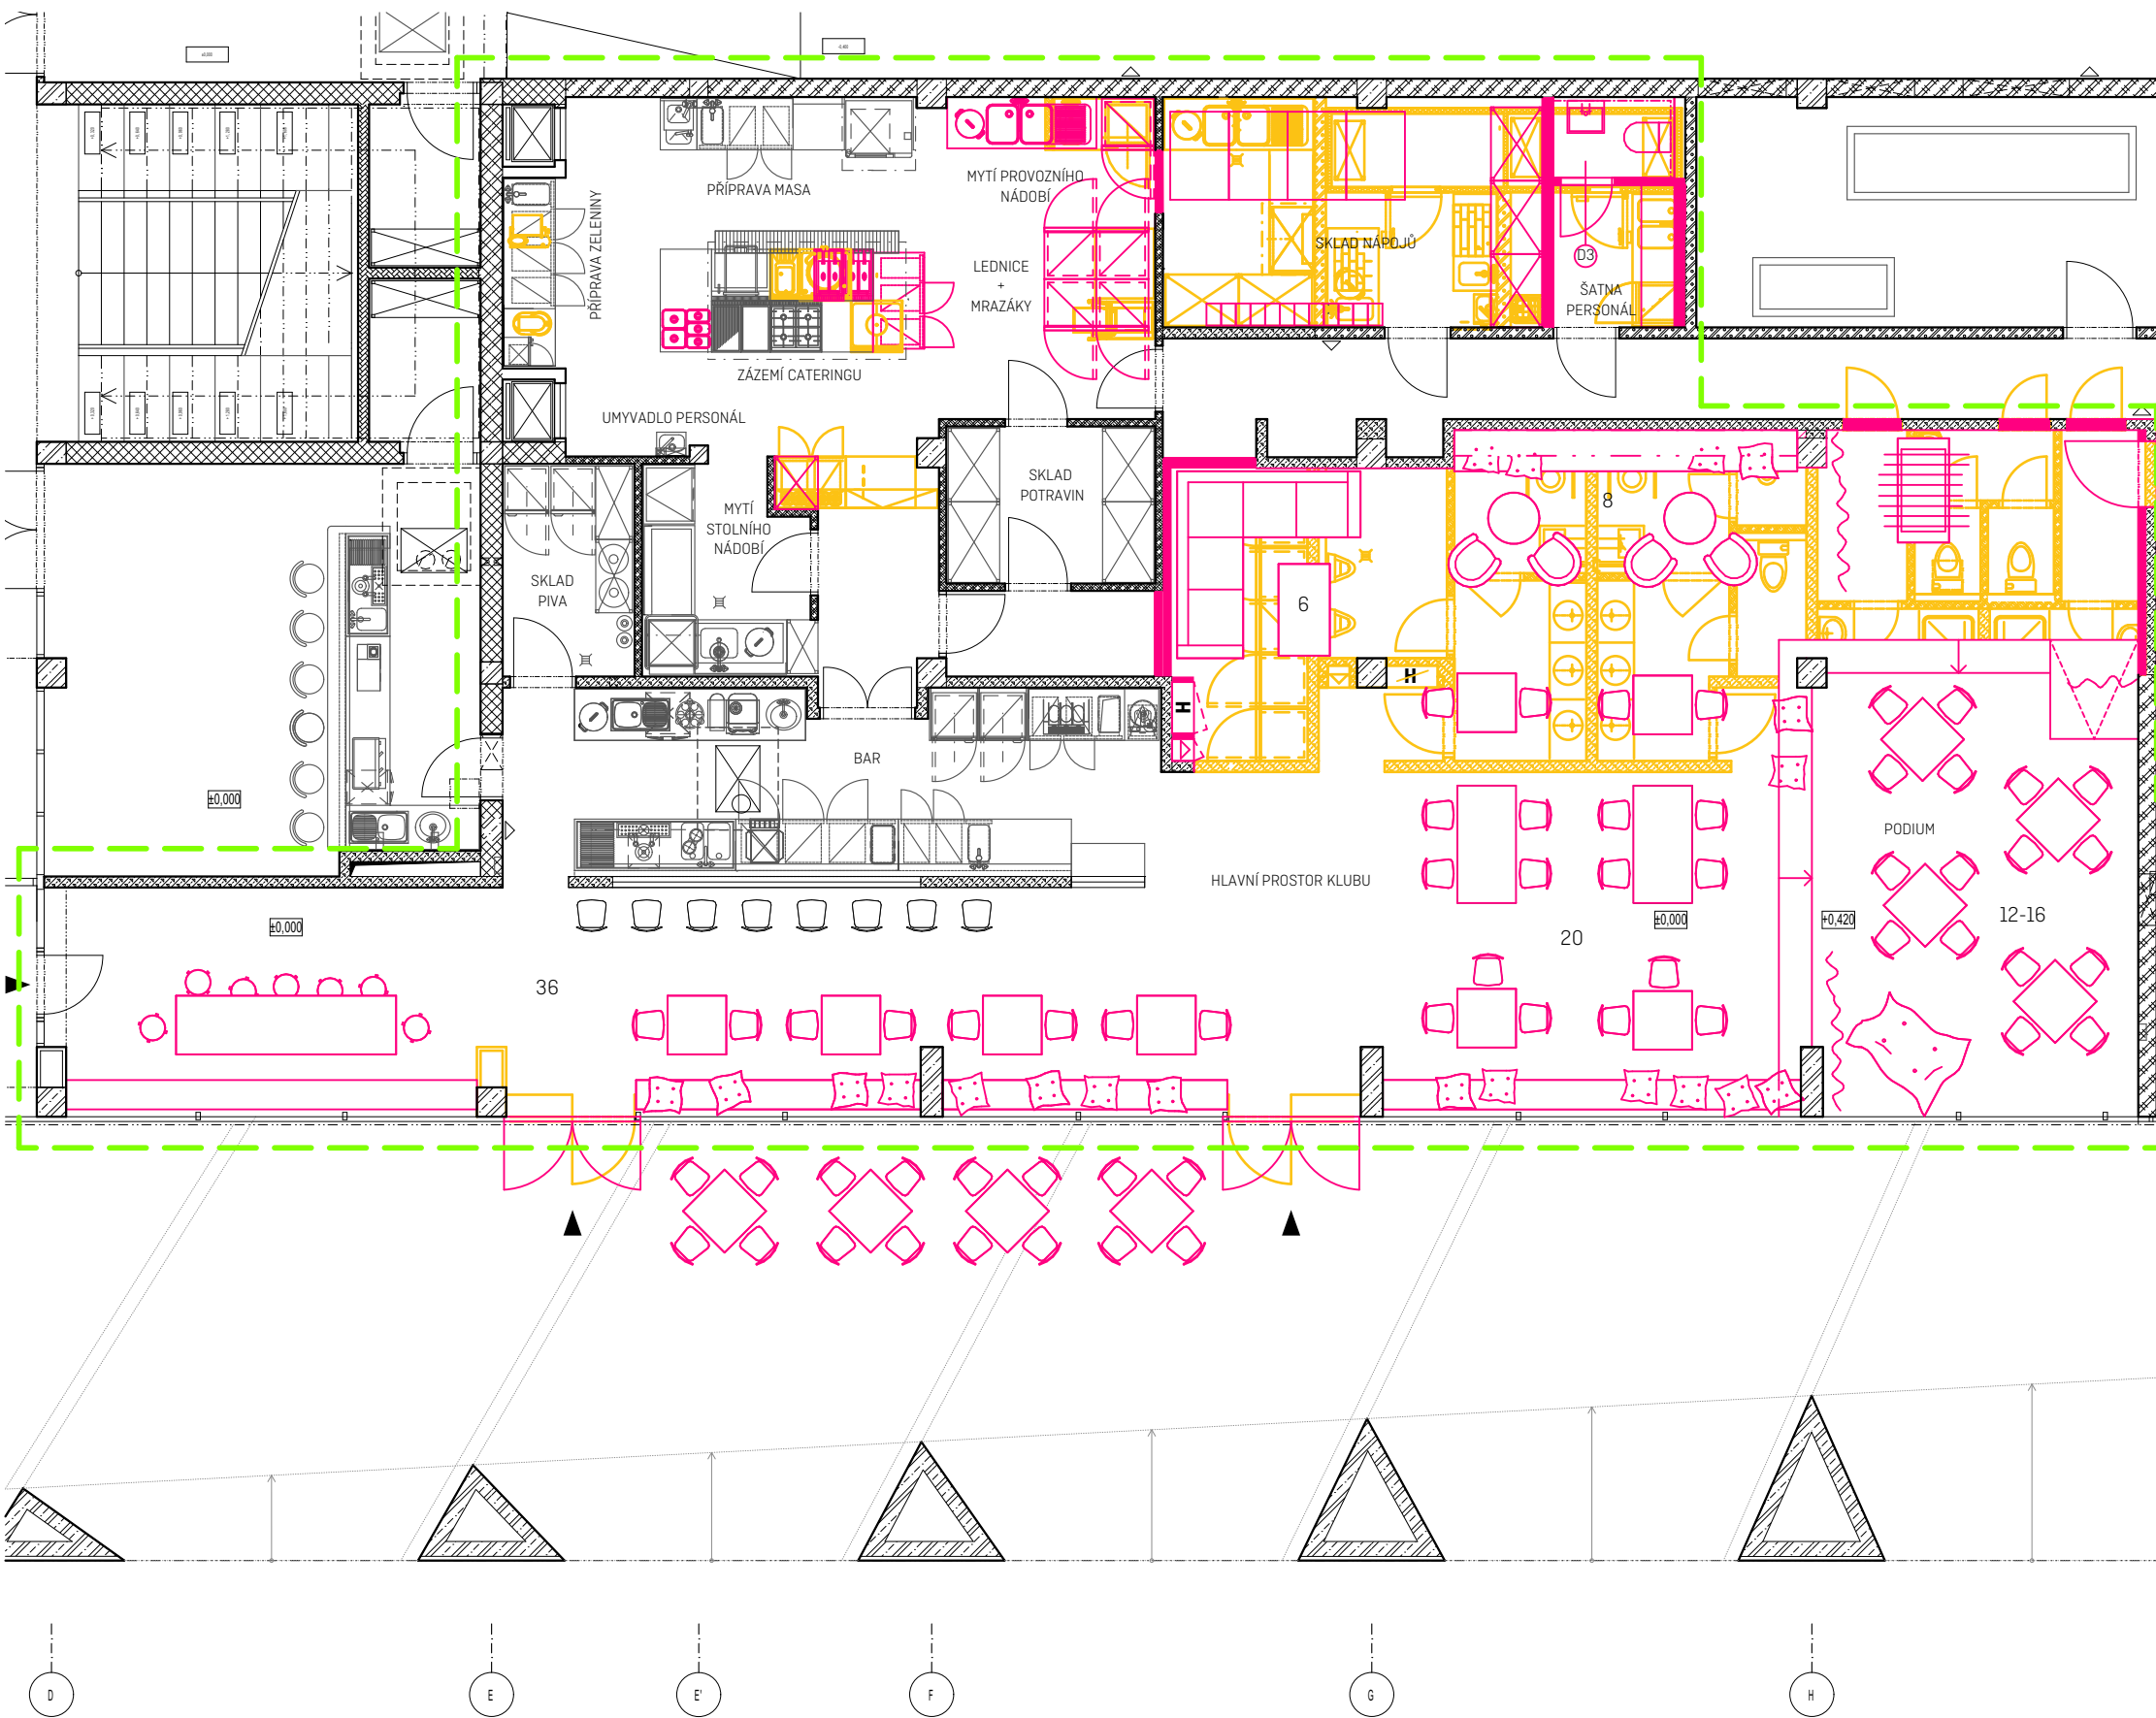 PŘÍPRAVA MASA
MYTÍ PROVOZNÍHO
NÁDOBÍ
PŘÍPRAVA ZELENINY
SKLAD NÁPOJŮ
LEDNICE
+
MRAZÁKY
D3
ŠATNA
PERSONÁL
ZÁZEMÍ CATERINGU
UMYVADLO PERSONÁL
SKLAD
POTRAVIN
MYTÍ
STOLNÍHO
NÁDOBÍ
SKLAD
PIVA
8
6
H
H
BAR
±0,000
PODIUM
HLAVNÍ PROSTOR KLUBU
±0,000
±0,000
+0,420
12-16
20
36
D
E
E'
F
G
H